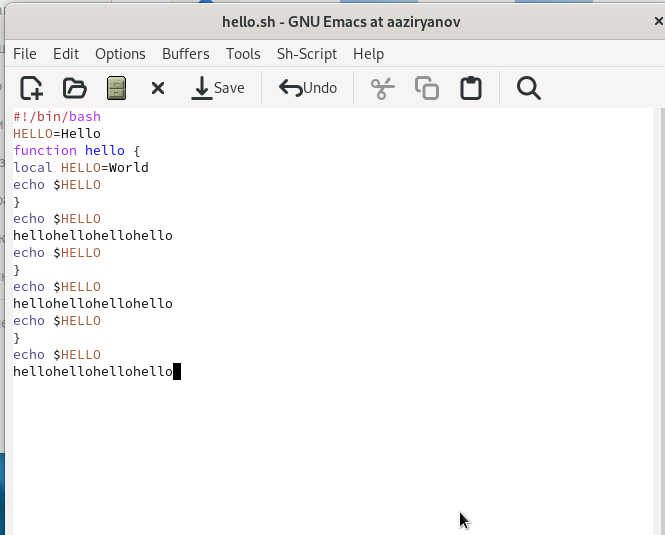 hello.sh - GNU Emacs at aaziryanov
File Edit Options Buffers Tools Sh-Script Help
Save Undo
#!/bin/bash
HELLO=Hello
function hello {
local HELLO=World
echo $HELLO
}
echo $HELLO
hellohellohellohello
echo $HELLO
}
echo $HELLO
hellohellohellohello
echo $HELLO
}
echo $HELLO
hellohellohellohello